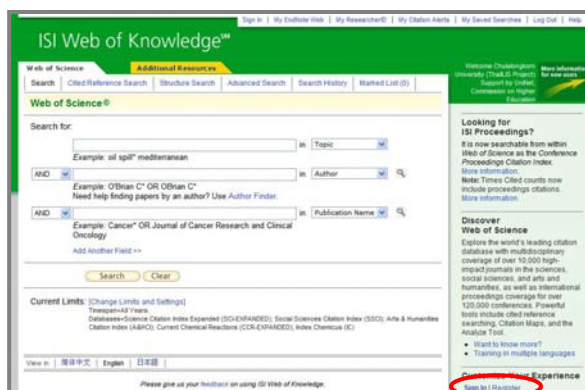 Sign In | My EndNote Web | My ResearcherID | My Citation Alerts | My Saved Searches | Log Out | Help
ISI Web of Knowledge℠
Web of Science
Additional Resources
Search | Cited Reference Search | Structure Search | Advanced Search | Search History | Marked List (0)
Welcome Chulalongkorn
University (ThaiLIS Project)
Support by UniNet,
Commission on Higher
Education
More information
for new users
Web of Science®
Search for:
in Topic
Example: oil spill* mediterranean
AND in Author
Example: O'Brian C* OR OBrian C*
Need help finding papers by an author? Use Author Finder.
AND in Publication Name
Example: Cancer* OR Journal of Cancer Research and Clinical
Oncology
Add Another Field >>
Search Clear
Current Limits: [Change Limits and Settings]
Timespan=All Years.
Databases=Science Citation Index Expanded (SCI-EXPANDED); Social Sciences Citation Index (SSCI); Arts & Humanities
Citation Index (A&HCI); Current Chemical Reactions (CCR-EXPANDED); Index Chemicus (IC)
View in | 简体中文 | English | 日本語 |
Please give us your feedback on using ISI Web of Knowledge.
Looking for
ISI Proceedings?
It is now searchable from within
Web of Science as the Conference
Proceedings Citation Index.
More information.
Note: Times Cited counts now
include proceedings citations.
More information.
Discover
Web of Science
Explore the world's leading citation
database with multidisciplinary
coverage of over 10,000 high-
impact journals in the sciences,
social sciences, and arts and
humanities, as well as international
proceedings coverage for over
120,000 conferences. Powerful
tools include cited reference
searching, Citation Maps, and the
Analyze Tool.
Want to know more?
Training in multiple languages
Customize Your Experience
Sign In | Register